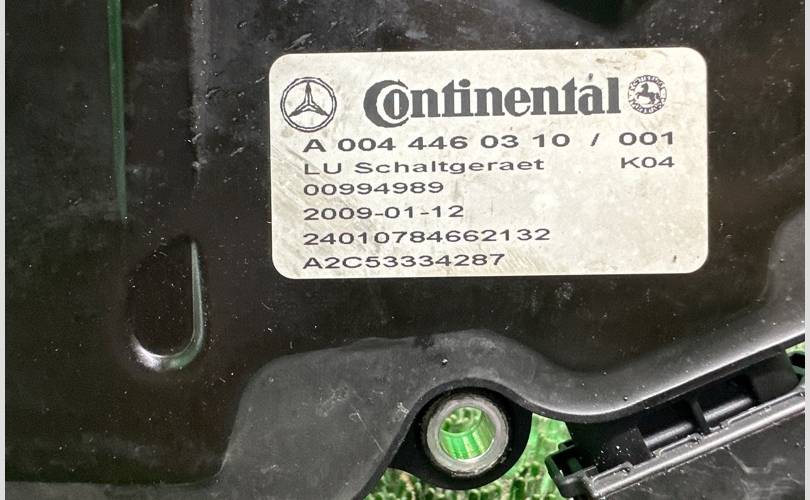 Continental
A 004 446 03 10 / 001
LU Schaltgeraet K04
00994989
2009-01-12
24010784662132
A2C53334287